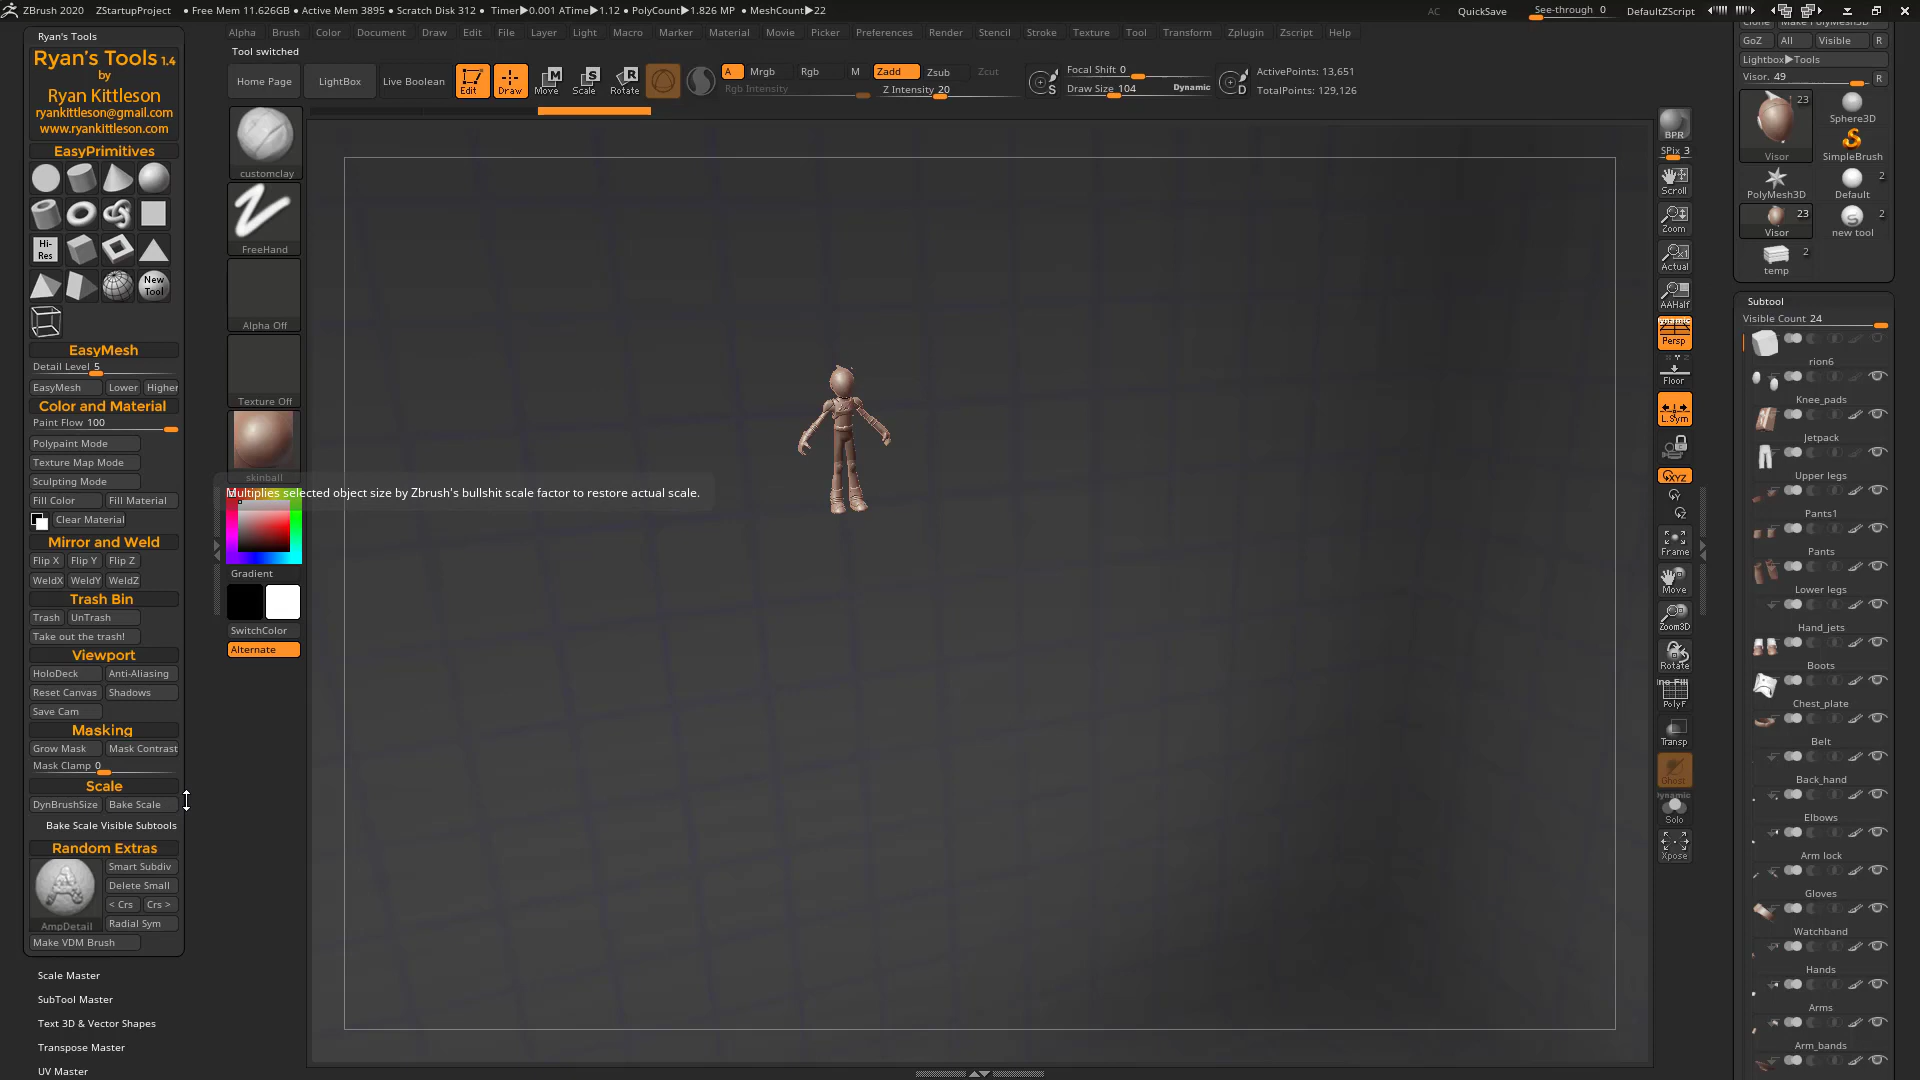 ZBrush 2020 ZStartupProject • Free Mem 11.626GB • Active Mem 3895 • Scratch Disk 312 • Timer▶0.001 ATime▶1.12 • PolyCount▶1.826 MP • MeshCount▶22 AC QuickSave See-through 0 DefaultZScript
Alpha Brush Color Document Draw Edit File Layer Light Macro Marker Material Movie Picker Preferences Render Stencil Stroke Texture Tool Transform Zplugin Zscript Help
Tool switched
Home Page LightBox Live Boolean Edit Draw Move Scale Rotate
A Mrgb Rgb M Zadd Zsub Zcut
Rgb Intensity Z Intensity 20
Focal Shift 0
Draw Size 104 Dynamic
S D
ActivePoints: 13,651
TotalPoints: 129,126
Ryan's Tools
Ryan's Tools 1.4
by
Ryan Kittleson
ryankittleson@gmail.com
www.ryankittleson.com
EasyPrimitives
Hi-Res
New Tool
EasyMesh
Detail Level 5
EasyMesh Lower Higher
Color and Material
Paint Flow 100
Polypaint Mode
Texture Map Mode
Sculpting Mode
Fill Color Fill Material
Clear Material
Mirror and Weld
Flip X Flip Y Flip Z
WeldX WeldY WeldZ
Trash Bin
Trash UnTrash
Take out the trash!
Viewport
HoloDeck Anti-Aliasing
Reset Canvas Shadows
Save Cam
Masking
Grow Mask Mask Contrast
Mask Clamp 0
Scale
DynBrushSize Bake Scale
Bake Scale Visible Subtools
Random Extras
Smart Subdiv
Delete Small
< Crs Crs >
AmpDetail Radial Sym
Make VDM Brush
Scale Master
SubTool Master
Text 3D & Vector Shapes
Transpose Master
UV Master
customclay
FreeHand
Alpha Off
Texture Off
skinball
Multiplies selected object size by Zbrush's bullshit scale factor to restore actual scale.
Gradient
SwitchColor
Alternate
BPR
SPix 3
Scroll
Zoom
Actual
AAHalf
Dynamic
Persp
Floor
L.Sym
XYZ
Y
Z
Frame
Move
Zoom3D
Rotate
PolyF
Transp
Ghost
Dynamic
Solo
Xpose
GoZ All Visible R
Lightbox▶Tools
Visor. 49 R
23
Visor
Sphere3D
SimpleBrush
PolyMesh3D
2
Default
23
Visor
2
new tool
2
temp
Subtool
Visible Count 24
rion6
Knee_pads
Jetpack
Upper legs
Pants1
Pants
Lower legs
Hand_jets
Boots
Chest_plate
Belt
Back_hand
Elbows
Arm lock
Gloves
Watchband
Hands
Arms
Arm_bands